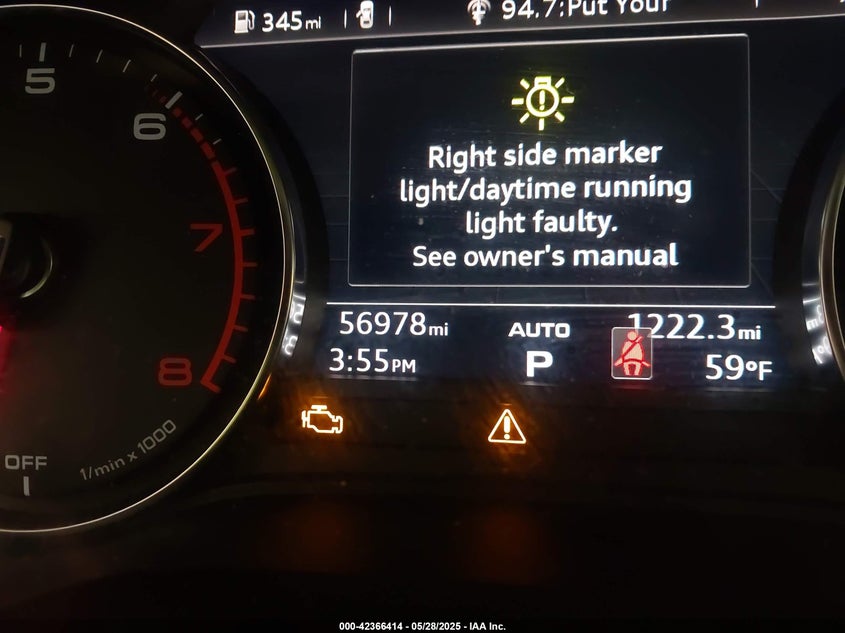 345mi
94.7:Put Your
5
6
7
8
OFF
1/min x 1000
Right side marker
light/daytime running
light faulty.
See owner's manual
56978mi AUTO 1222.3mi
3:55PM P 59°F
000-42366414 - 05/28/2025 - IAA Inc.